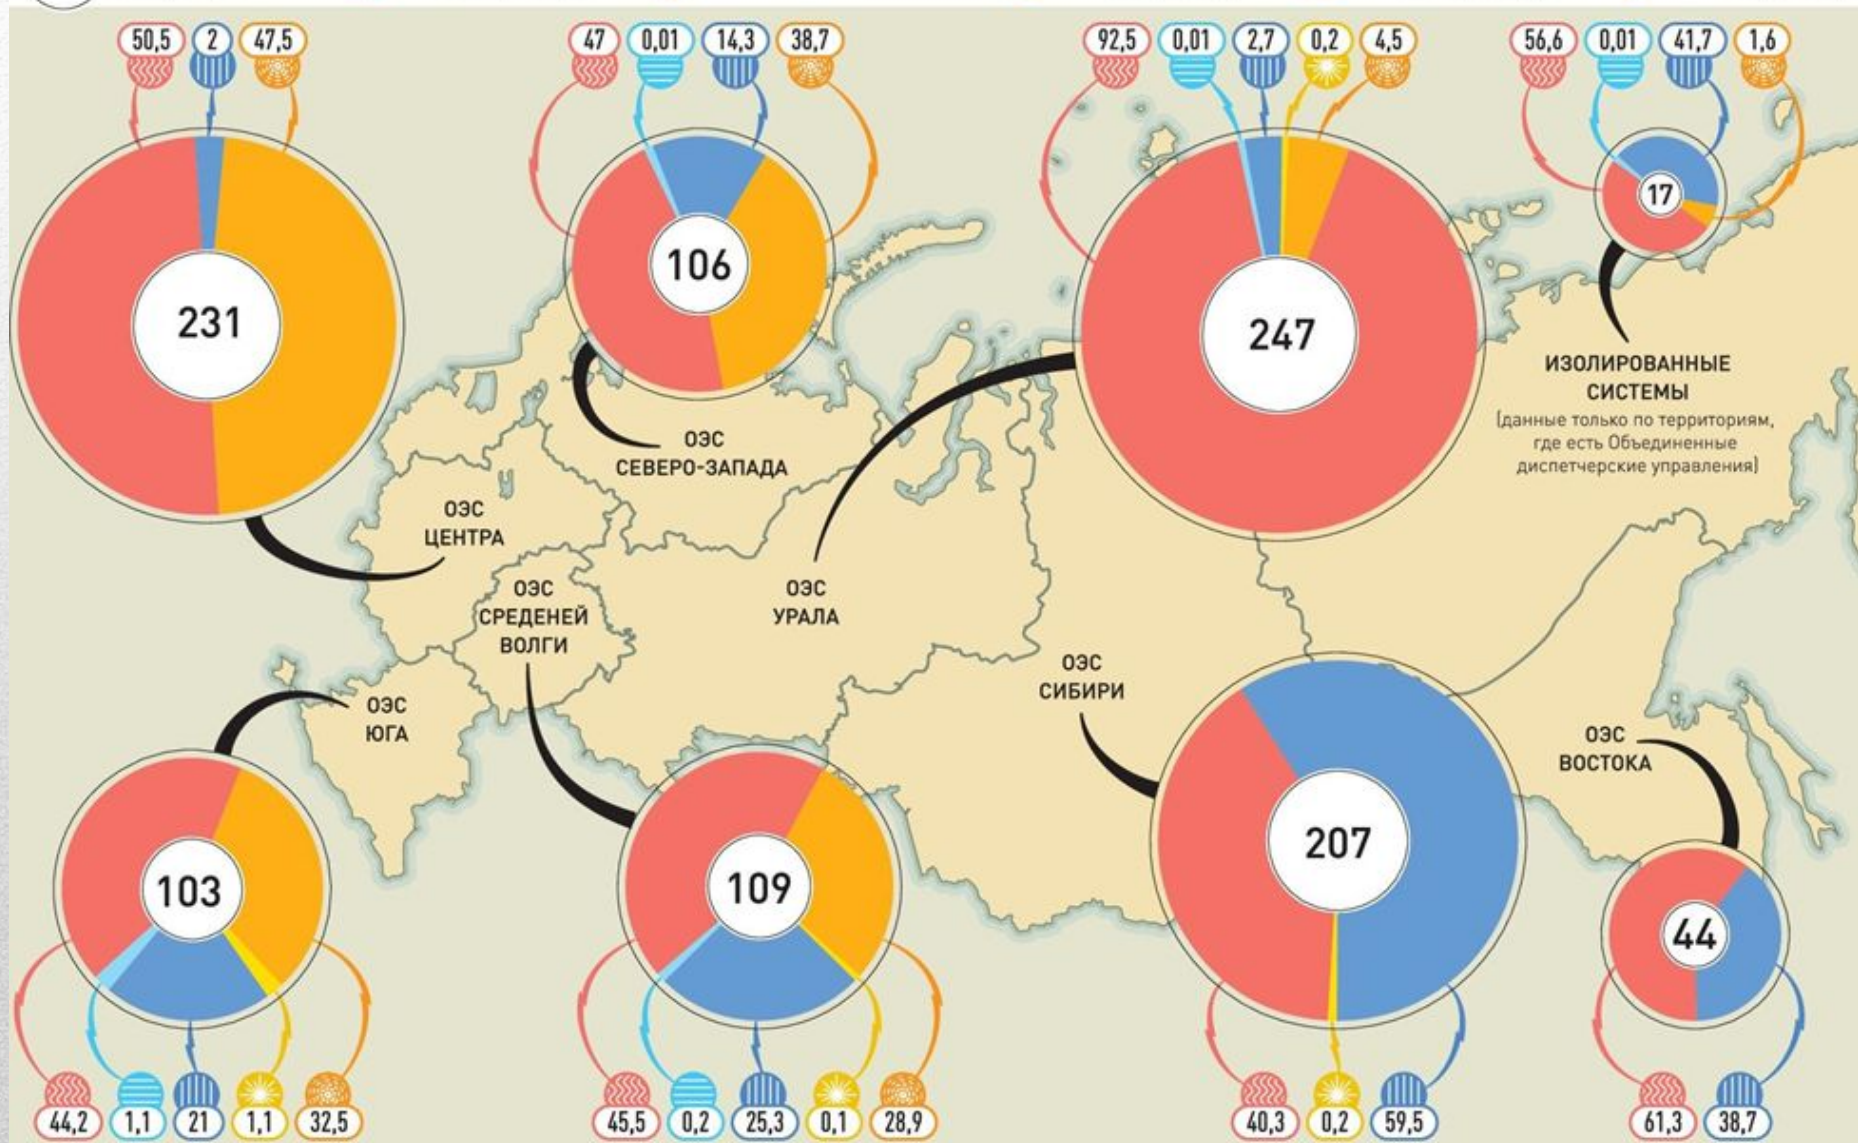 50,5 2 47,5
47 0,01 14,3 38,7
92,5 0,01 2,7 0,2 4,5
56,6 0,01 41,7 1,6
231
106
247
17
ИЗОЛИРОВАННЫЕ
СИСТЕМЫ
(данные только по территориям,
где есть Объединенные
диспетчерские управления)
ОЭС
СЕВЕРО-ЗАПАДА
ОЭС
ЦЕНТРА
ОЭС
СРЕДЕНЕЙ
ВОЛГИ
ОЭС
УРАЛА
ОЭС
СИБИРИ
ОЭС
ЮГА
ОЭС
ВОСТОКА
103
109
207
44
44,2 1,1 21 1,1 32,5
45,5 0,2 25,3 0,1 28,9
40,3 0,2 59,5
61,3 38,7